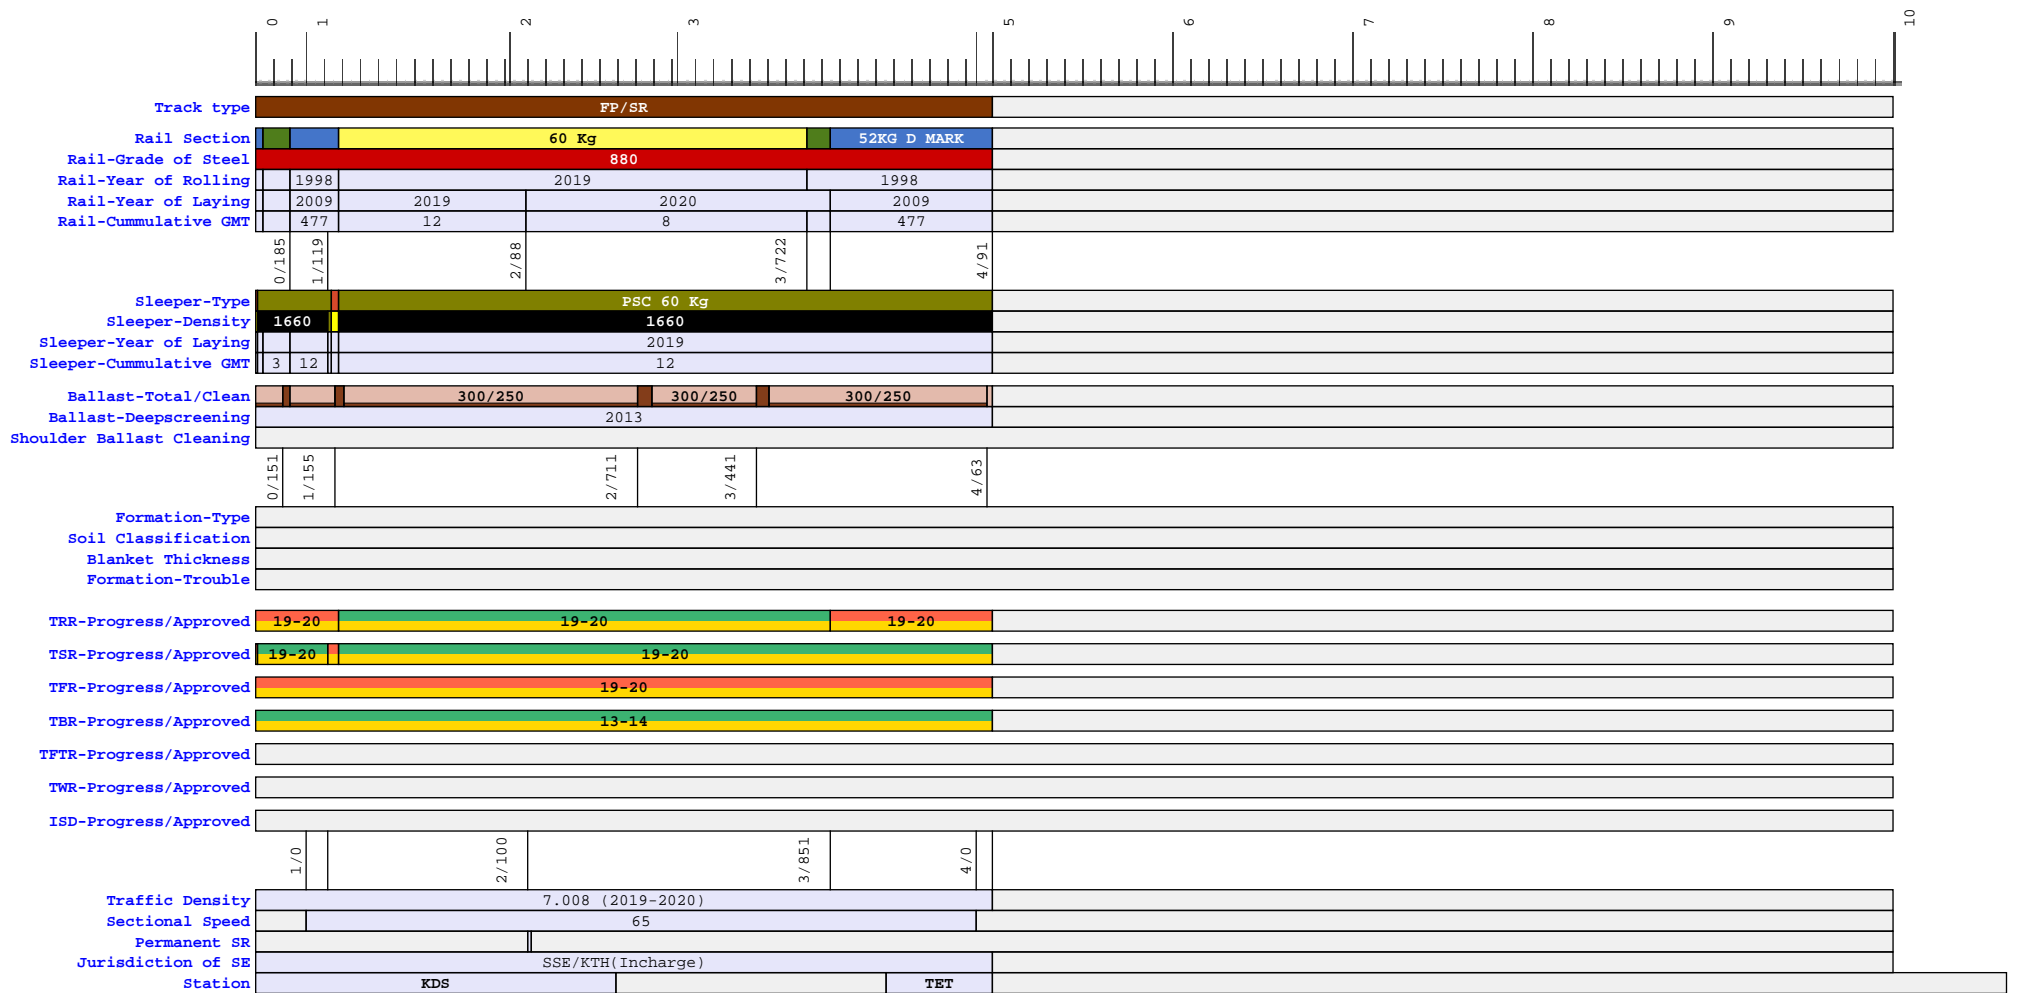 0 1 2 3 5 6 7 8 9 10
Track type FP/SR
Rail Section 60 Kg 52KG D MARK
Rail-Grade of Steel 880
Rail-Year of Rolling 1998 2019 1998
Rail-Year of Laying 2009 2019 2020 2009
Rail-Cummulative GMT 477 12 8 477
0/185 1/119 2/88 3/722 4/91
Sleeper-Type PSC 60 Kg
Sleeper-Density 1660 1660
Sleeper-Year of Laying 2019
Sleeper-Cummulative GMT 3 12 12
Ballast-Total/Clean 300/250 300/250 300/250
Ballast-Deepscreening 2013
Shoulder Ballast Cleaning
0/151 1/155 2/711 3/441 4/63
Formation-Type
Soil Classification
Blanket Thickness
Formation-Trouble
TRR-Progress/Approved 19-20 19-20 19-20
TSR-Progress/Approved 19-20 19-20
TFR-Progress/Approved 19-20
TBR-Progress/Approved 13-14
TFTR-Progress/Approved
TWR-Progress/Approved
ISD-Progress/Approved
1/0 2/100 3/851 4/0
Traffic Density 7.008 (2019-2020)
Sectional Speed 65
Permanent SR
Jurisdiction of SE SSE/KTH(Incharge)
Station KDS TET